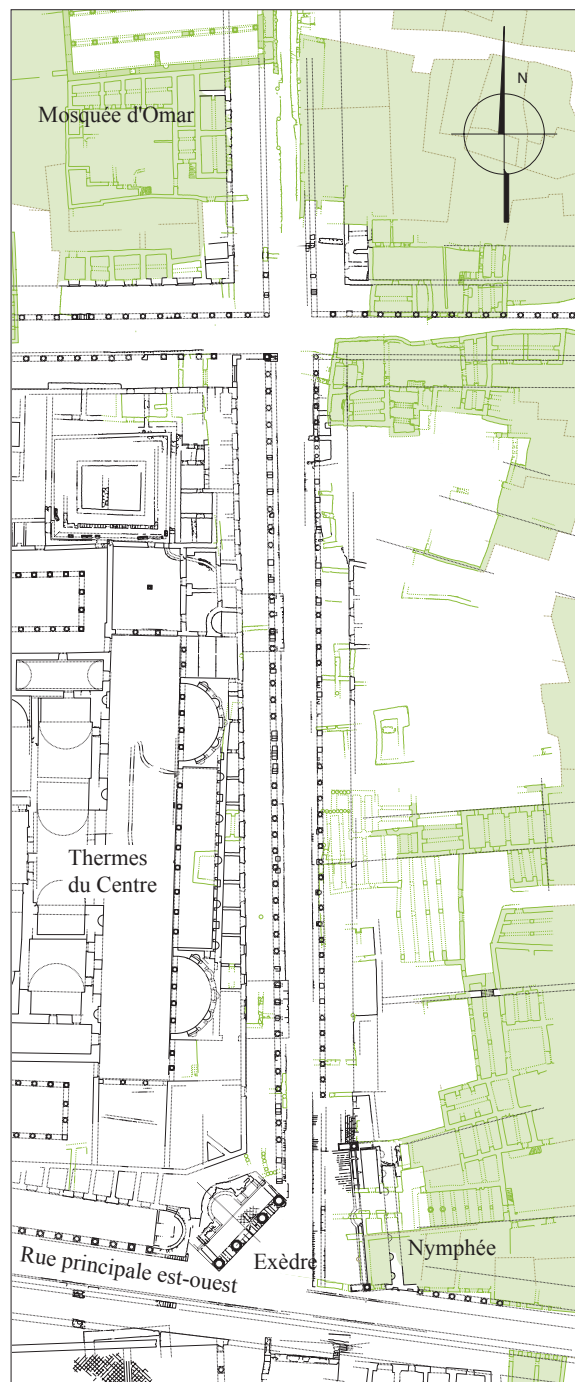 N
Mosquée d'Omar
Thermes
du Centre
Exèdre
Nymphée
Rue principale est-ouest